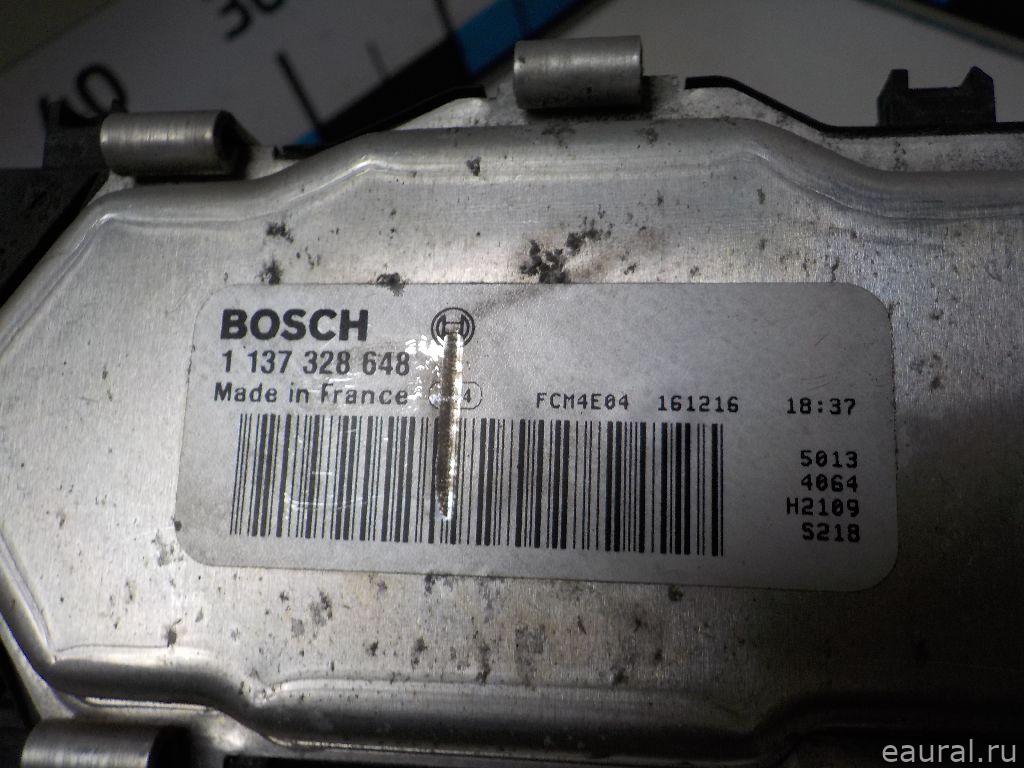 BOSCH
1 137 328 648
Made in France
FCM4E04 161216 18:37
5013
4064
H2109
S218
eaural.ru